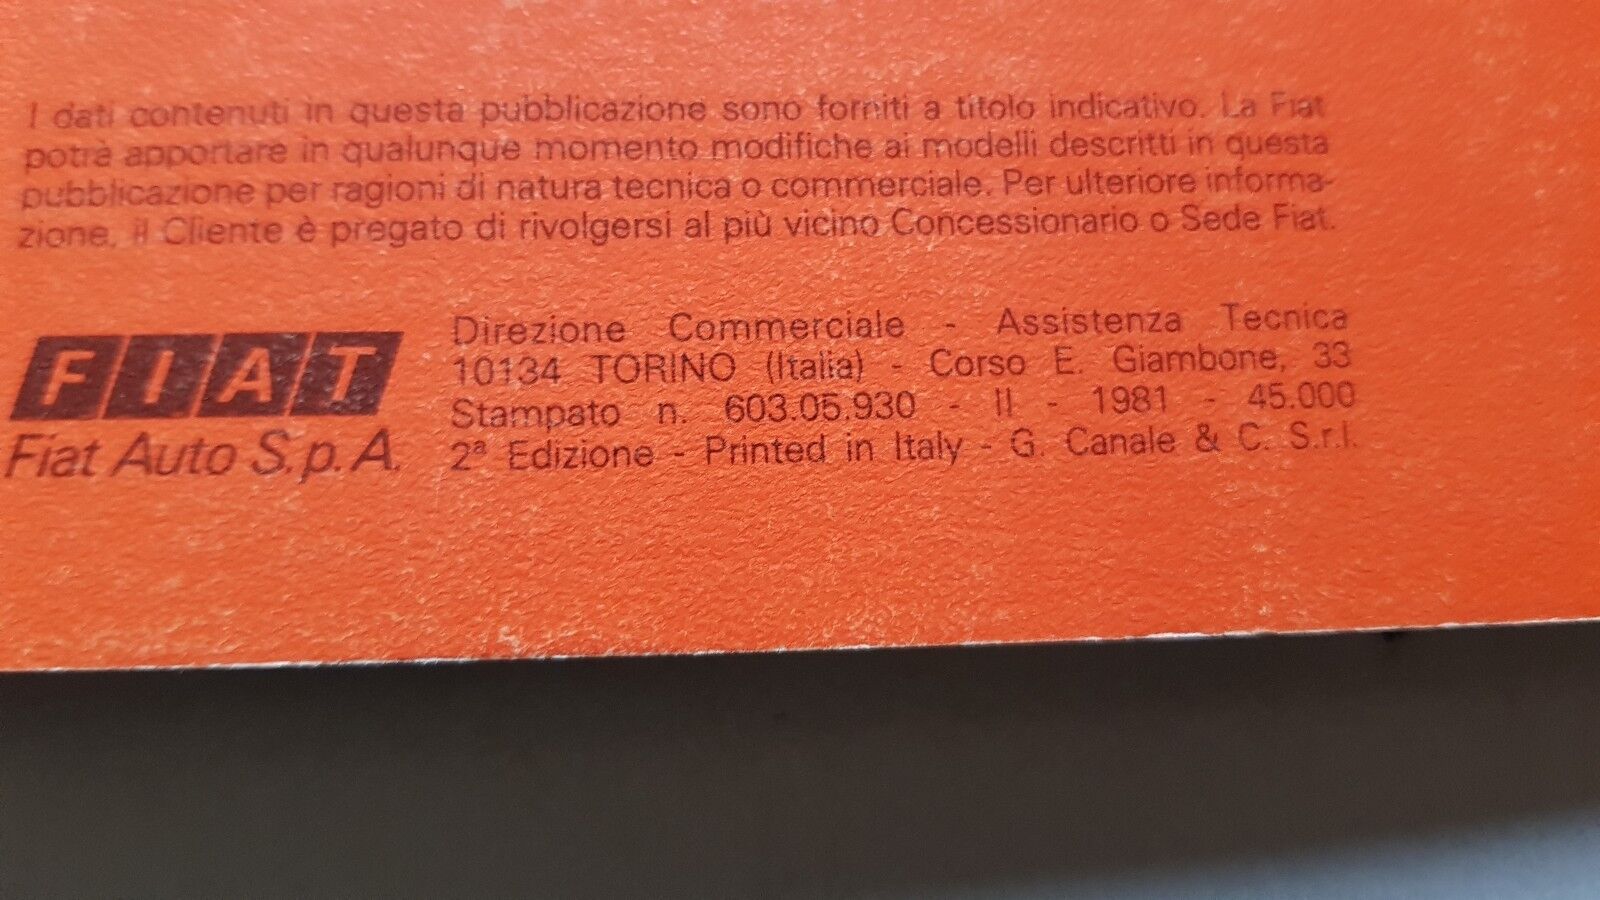 I dati contenuti in questa pubblicazione sono forniti a titolo indicativo. La Fiat
potrà apportare in qualunque momento modifiche ai modelli descritti in questa
pubblicazione per ragioni di natura tecnica o commerciale. Per ulteriore informa-
zione, il Cliente è pregato di rivolgersi al più vicino Concessionario o Sede Fiat.
FIAT
Fiat Auto S.p.A.
Direzione Commerciale - Assistenza Tecnica
10134 TORINO (Italia) - Corso E. Giambone, 33
Stampato n. 603.05.930 - II - 1981 - 45.000
2ª Edizione - Printed in Italy - G. Canale & C. S.r.l.